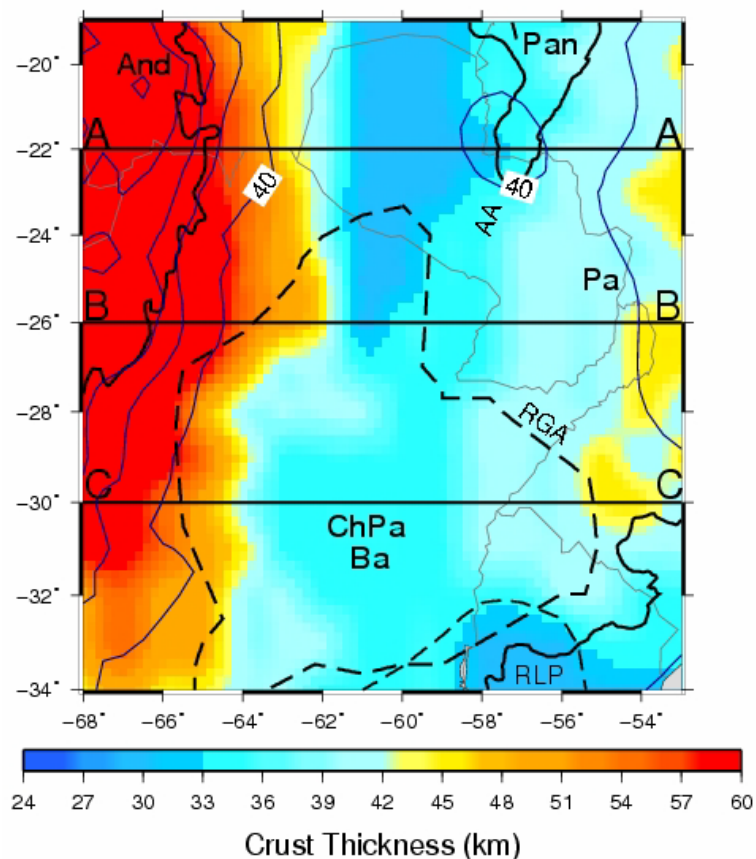 −20°
−22°
−24°
−26°
−28°
−30°
−32°
−34°
And
Pan
A
A
40
40
AA
Pa
B
B
RGA
C
C
ChPa
Ba
RLP
−68° −66° −64° −62° −60° −58° −56° −54°
24 27 30 33 36 39 42 48 51 54 57 60
Crust Thickness (km)